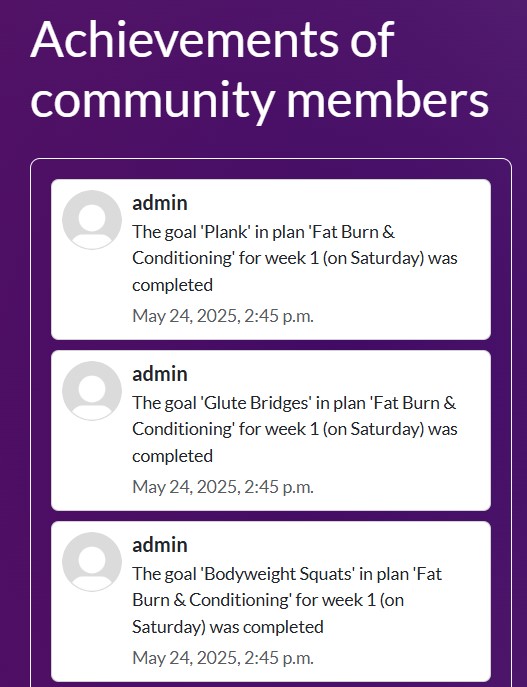 Achievements of
community members
admin
The goal 'Plank' in plan 'Fat Burn &
Conditioning' for week 1 (on Saturday) was
completed
May 24, 2025, 2:45 p.m.
admin
The goal 'Glute Bridges' in plan 'Fat Burn &
Conditioning' for week 1 (on Saturday) was
completed
May 24, 2025, 2:45 p.m.
admin
The goal 'Bodyweight Squats' in plan 'Fat
Burn & Conditioning' for week 1 (on
Saturday) was completed
May 24, 2025, 2:45 p.m.